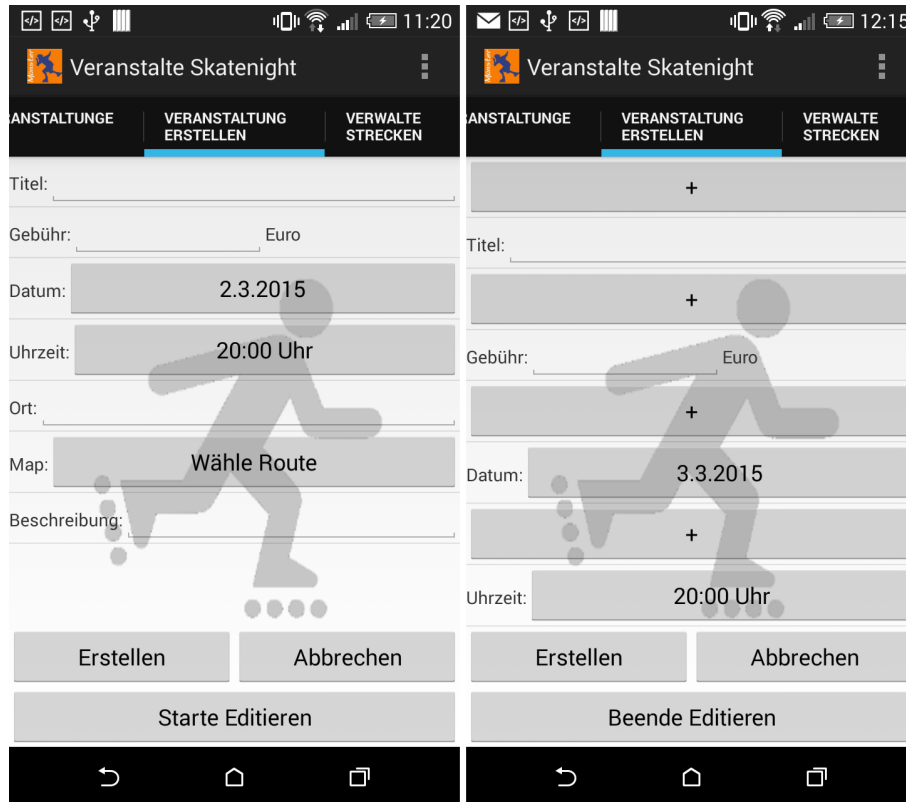 11:20
Veranstalte Skatenight
ANSTALTUNGE
VERANSTALTUNG
ERSTELLEN
VERWALTE
STRECKEN
Titel:
Gebühr: Euro
Datum: 2.3.2015
Uhrzeit: 20:00 Uhr
Ort:
Map: Wähle Route
Beschreibung:
Erstellen Abbrechen
Starte Editieren
12:15
Veranstalte Skatenight
ANSTALTUNGE
VERANSTALTUNG
ERSTELLEN
VERWALTE
STRECKEN
+
Titel:
+
Gebühr: Euro
+
Datum: 3.3.2015
+
Uhrzeit: 20:00 Uhr
Erstellen Abbrechen
Beende Editieren